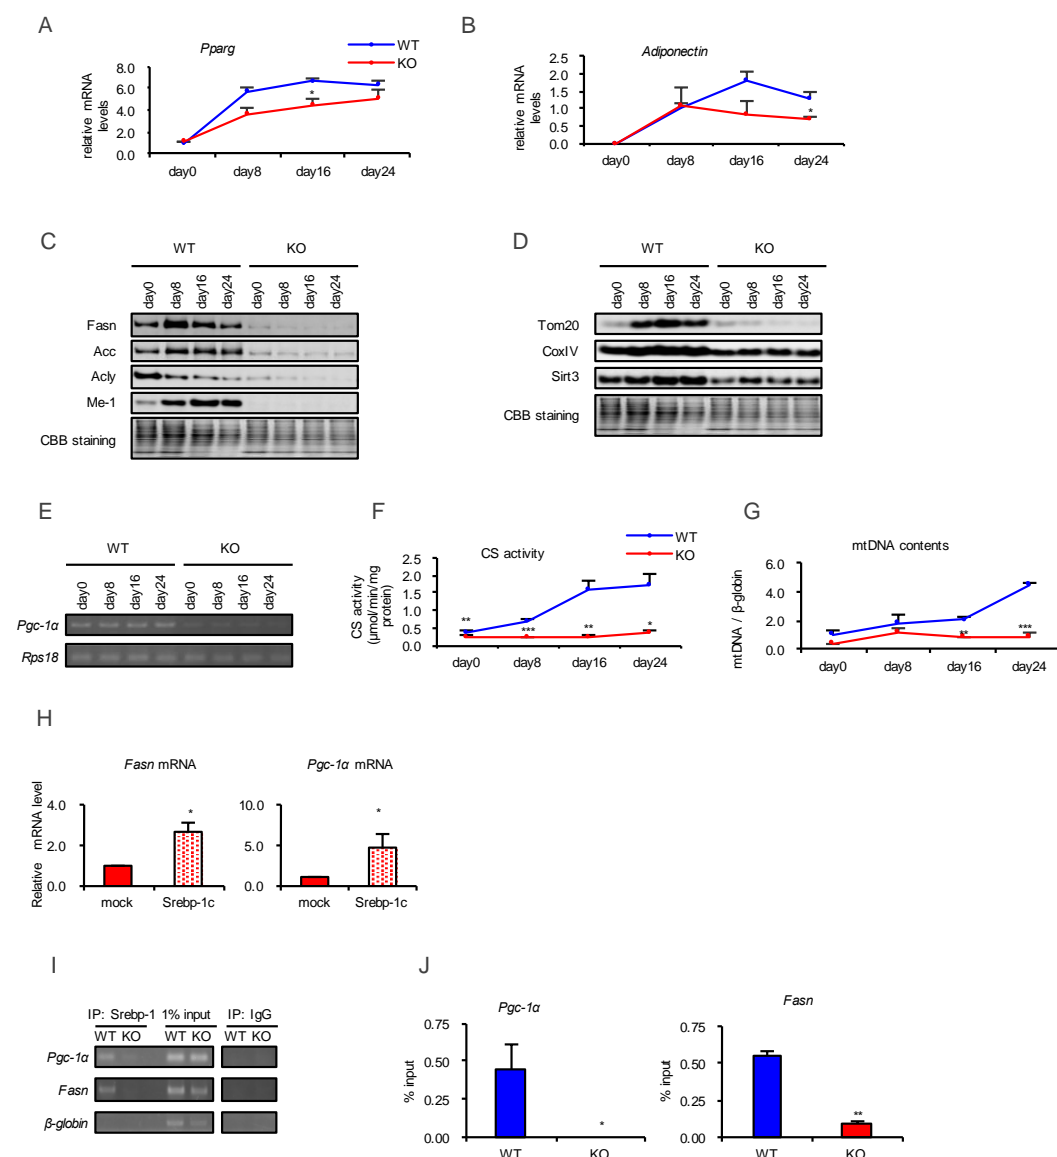 A
Pparg
WT
KO
relative mRNA
levels
8.0
6.0
4.0
2.0
0.0
*
day0 day8 day16 day24
B
Adiponectin
relative mRNA
levels
2.5
2.0
1.5
1.0
0.5
0.0
*
day0 day8 day16 day24
C
WT KO
day0 day8 day16 day24 day0 day8 day16 day24
Fasn
Acc
Acly
Me-1
CBB staining
D
WT KO
day0 day8 day16 day24 day0 day8 day16 day24
Tom20
CoxIV
Sirt3
CBB staining
E
WT KO
day0 day8 day16 day24 day0 day8 day16 day24
Pgc-1α
Rps18
F
CS activity
WT
KO
CS activity
(μmol/min/mg
protein)
2.5
2.0
1.5
1.0
0.5
0.0
** *** ** *
day0 day8 day16 day24
G
mtDNA contents
mtDNA / β-globin
6.0
4.0
2.0
0.0
** ***
day0 day8 day16 day24
H
Fasn mRNA
Relative mRNA level
4.0
2.0
0.0
*
mock Srebp-1c
Pgc-1α mRNA
10.0
5.0
0.0
*
mock Srebp-1c
I
IP: Srebp-1 1% input IP: IgG
WT KO WT KO WT KO
Pgc-1α
Fasn
β-globin
J
Pgc-1α
% input
0.75
0.50
0.25
0.00
*
WT KO
Fasn
% input
0.75
0.50
0.25
0.00
**
WT KO